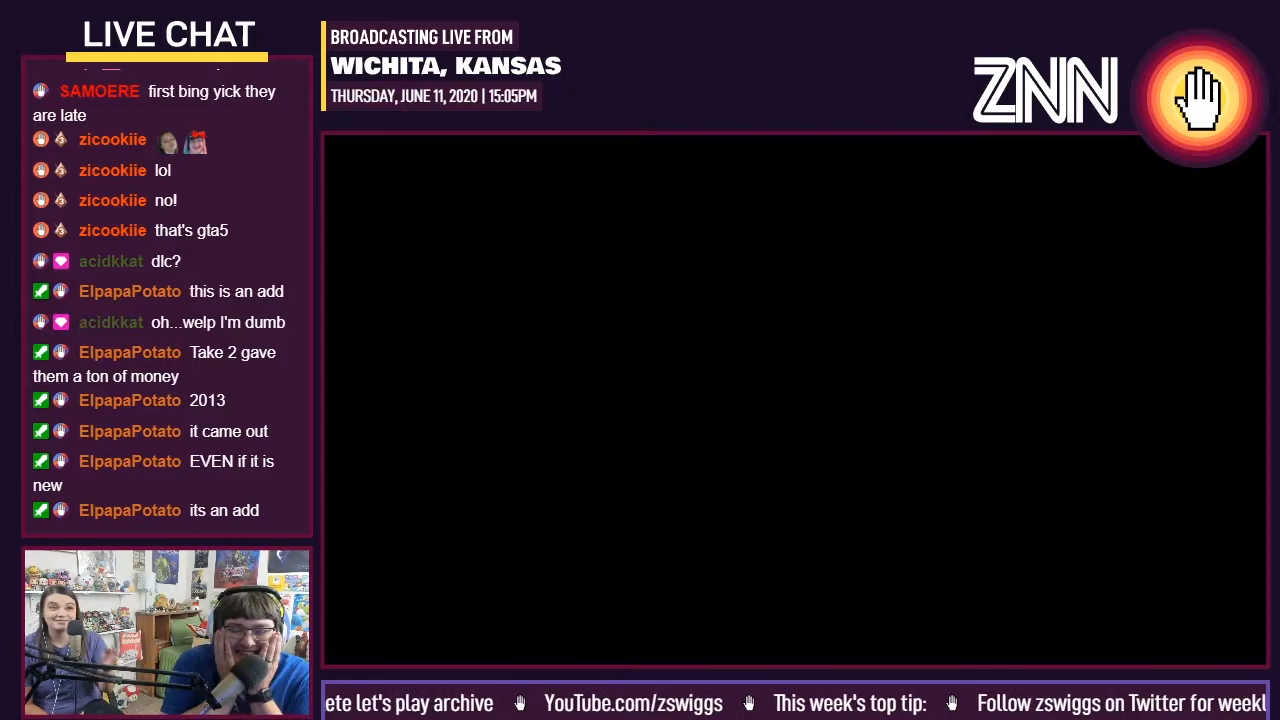 LIVE CHAT
SAMOERE first bing yick they
are late
zicookiie
zicookiie lol
zicookiie no!
zicookiie that's gta5
acidkkat dlc?
ElpapaPotato this is an add
acidkkat oh...welp I'm dumb
ElpapaPotato Take 2 gave
them a ton of money
ElpapaPotato 2013
ElpapaPotato it came out
ElpapaPotato EVEN if it is
new
ElpapaPotato its an add
BROADCASTING LIVE FROM
WICHITA, KANSAS
THURSDAY, JUNE 11, 2020 | 15:05PM
ZNN
ete let's play archive YouTube.com/zswiggs This week's top tip: Follow zswiggs on Twitter for weekl